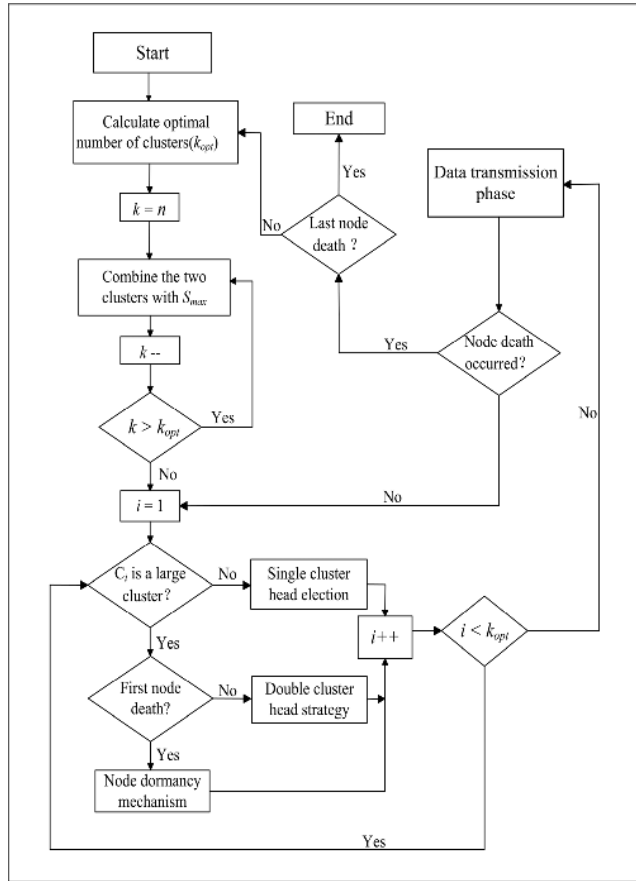 Start
Calculate optimal
number of clusters(kopt)
k = n
Combine the two
clusters with Smax
k --
k > kopt
Yes
No
i = 1
Ci is a large
cluster?
No
Single cluster
head election
Yes
First node
death?
No
Double cluster
head strategy
Yes
Node dormancy
mechanism
i++
i < kopt
Yes
No
Data transmission
phase
Node death
occurred?
No
Yes
Last node
death ?
No
Yes
End